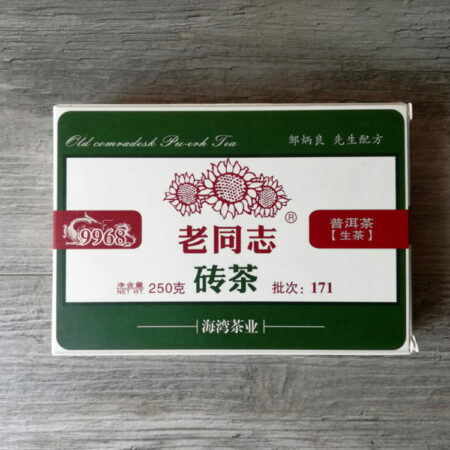 Old comradesk Pu-erh Tea
邹炳良 先生配方
9968
老同志®
普洱茶
【生茶】
砖茶
净含量
NET WT 250克
批次：171
海湾茶业